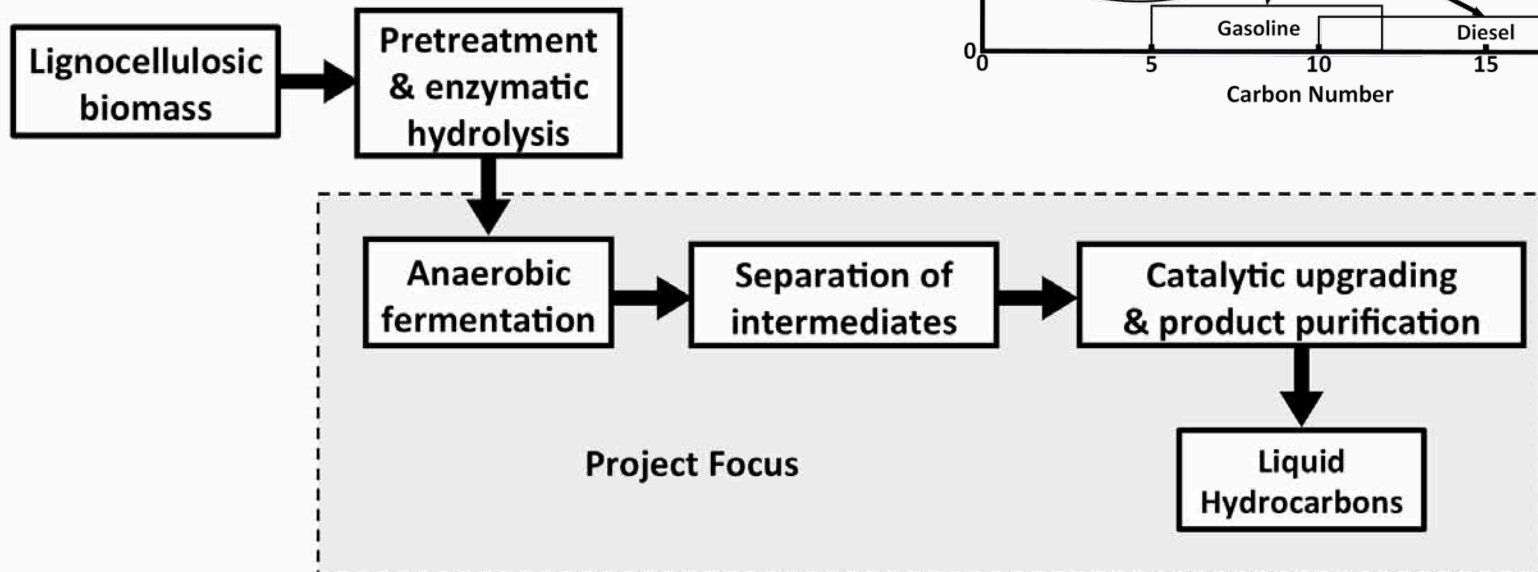 Lignocellulosic
biomass
Pretreatment
& enzymatic
hydrolysis
Gasoline
Diesel
0
0
5
10
15
Carbon Number
Anaerobic
fermentation
Separation of
intermediates
Catalytic upgrading
& product purification
Project Focus
Liquid
Hydrocarbons